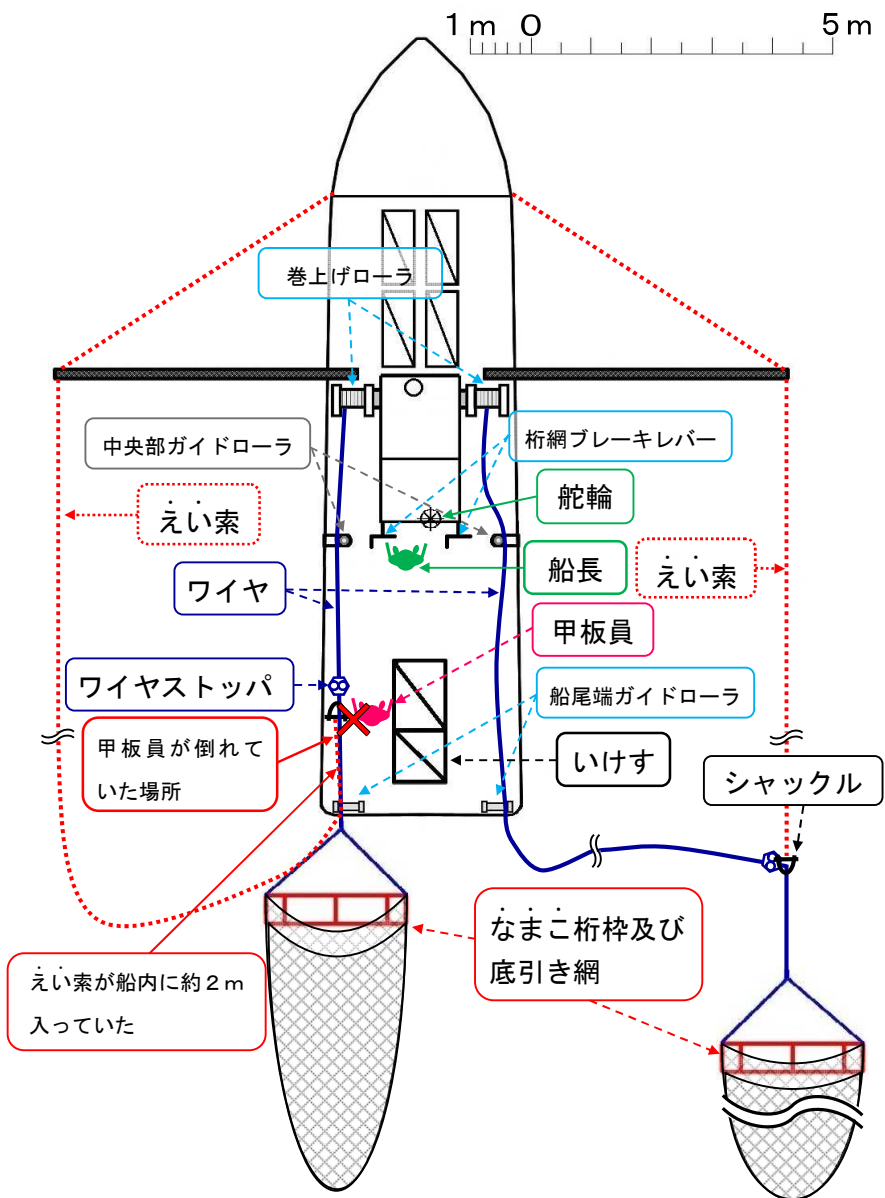 1m 0 5m
巻上げローラ
中央部ガイドローラ
桁網ブレーキレバー
えい索
舵輪
船長
えい索
ワイヤ
甲板員
ワイヤストッパ
船尾端ガイドローラ
甲板員が倒れて
いた場所
いけす
シャックル
なまこ桁枠及び
底引き網
えい索が船内に約2m
入っていた